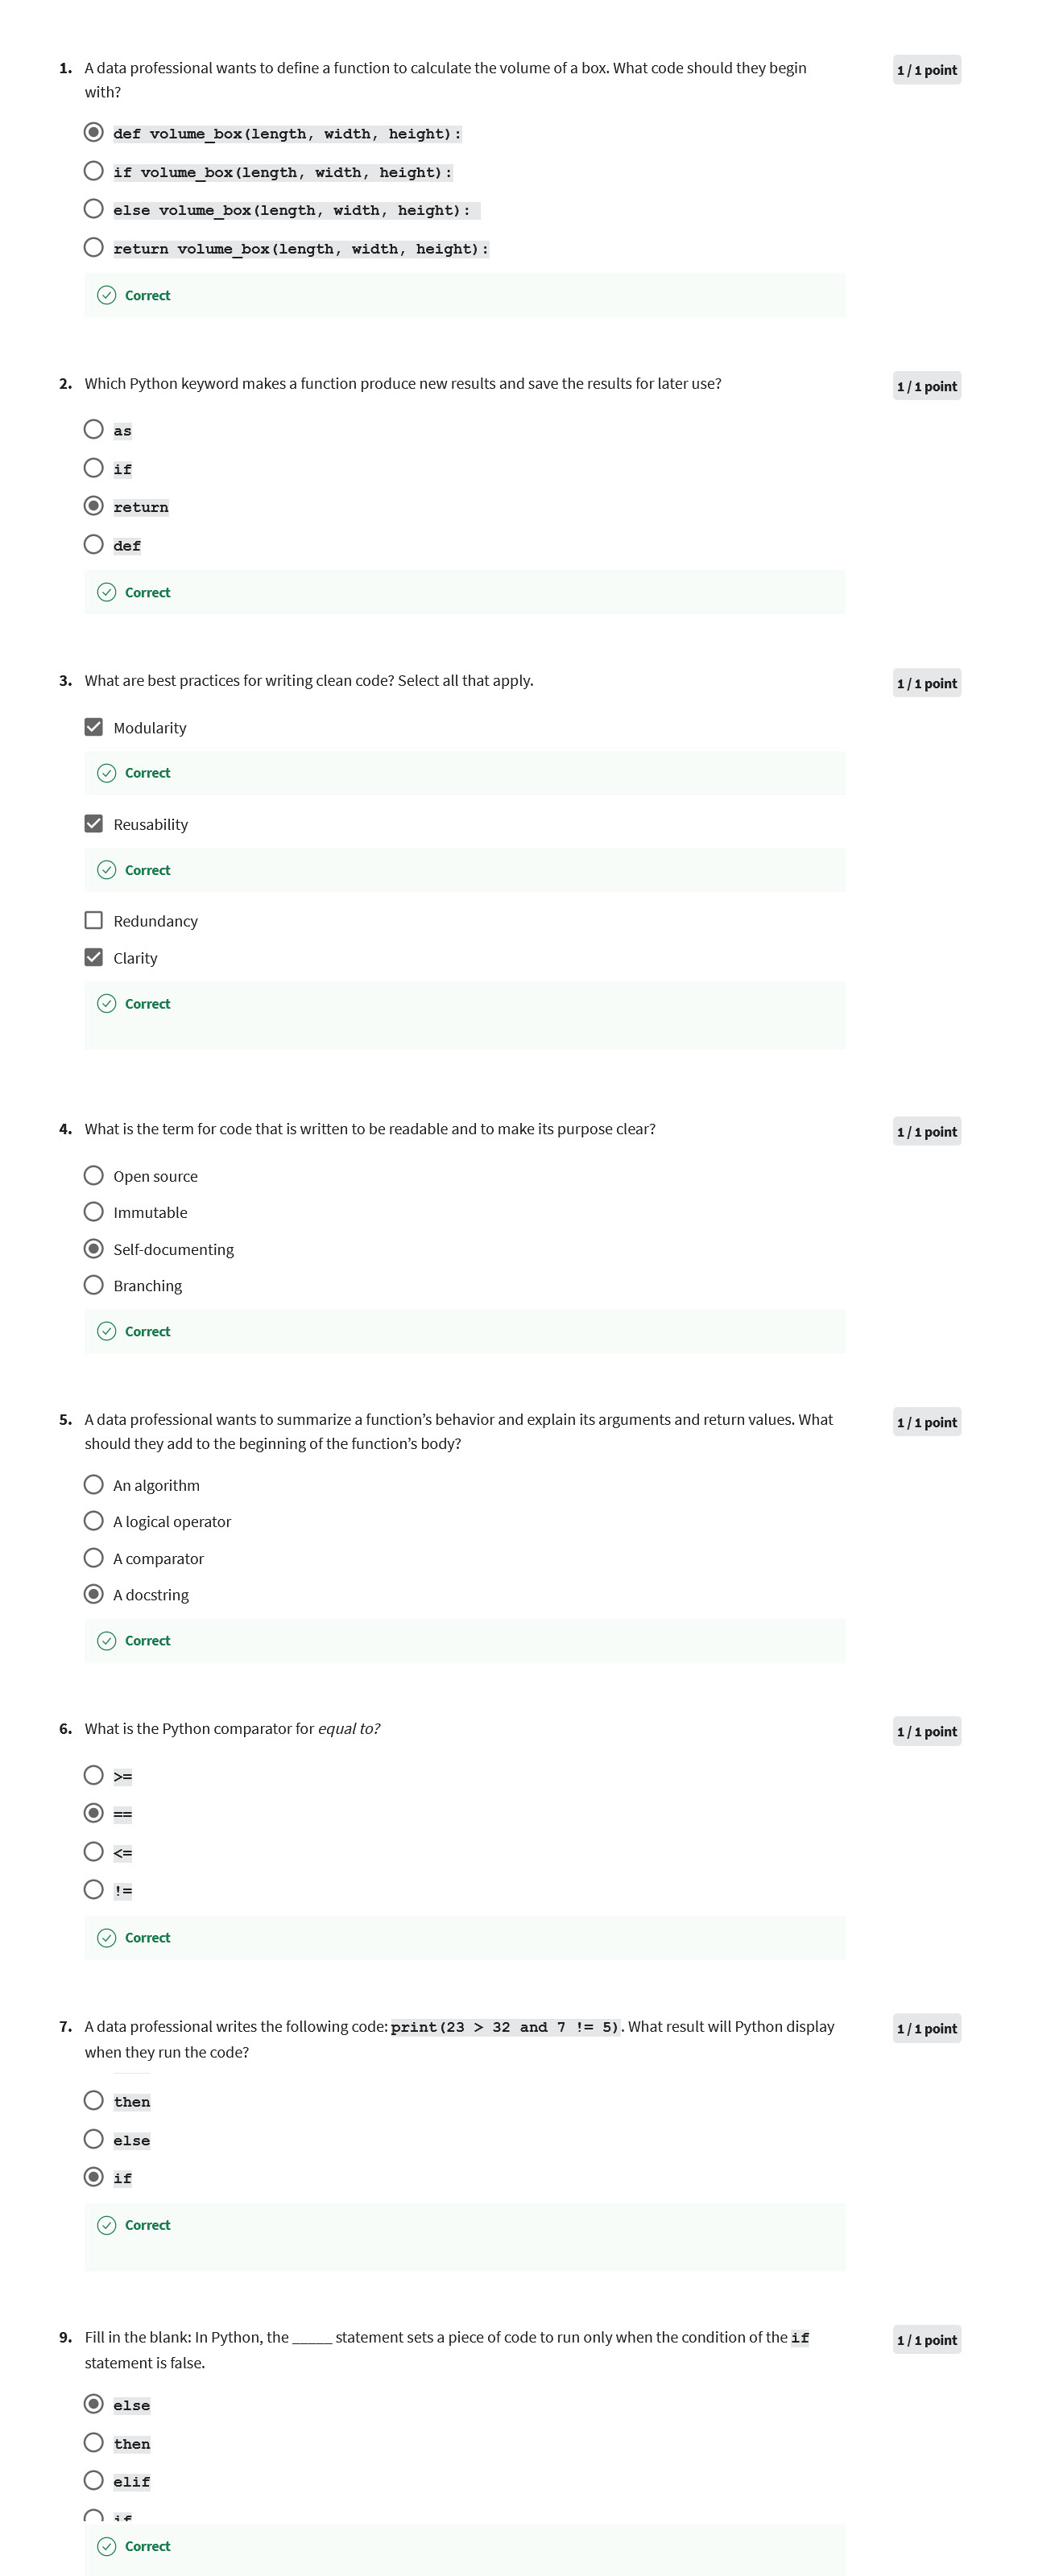 1. A data professional wants to define a function to calculate the volume of a box. What code should they begin
with?
1 / 1 point
def volume_box(length, width, height):
if volume_box(length, width, height):
else volume_box(length, width, height):
return volume_box(length, width, height):
Correct
2. Which Python keyword makes a function produce new results and save the results for later use?
1 / 1 point
as
if
return
def
Correct
3. What are best practices for writing clean code? Select all that apply.
1 / 1 point
Modularity
Correct
Reusability
Correct
Redundancy
Clarity
Correct
4. What is the term for code that is written to be readable and to make its purpose clear?
1 / 1 point
Open source
Immutable
Self-documenting
Branching
Correct
5. A data professional wants to summarize a function’s behavior and explain its arguments and return values. What
should they add to the beginning of the function’s body?
1 / 1 point
An algorithm
A logical operator
A comparator
A docstring
Correct
6. What is the Python comparator for equal to?
1 / 1 point
>=
==
<=
!=
Correct
7. A data professional writes the following code: print(23 > 32 and 7 != 5). What result will Python display
when they run the code?
1 / 1 point
then
else
if
Correct
9. Fill in the blank: In Python, the _____ statement sets a piece of code to run only when the condition of the if
statement is false.
1 / 1 point
else
then
elif
if
Correct